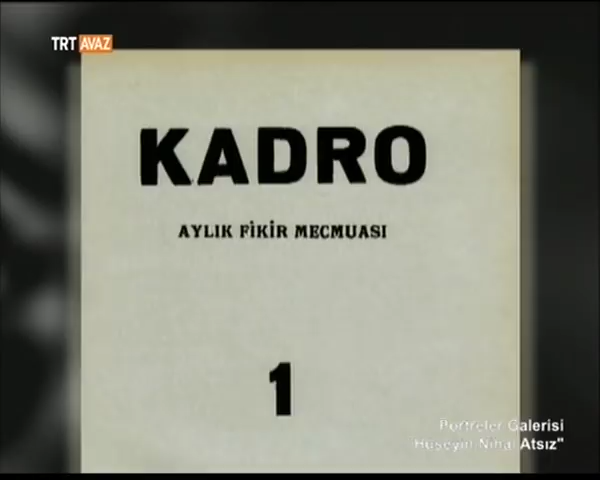 TRT AVAZ
KADRO
AYLIK FİKİR MECMUASI
1
Portreler Galerisi
Hüseyin Nihal Atsız"